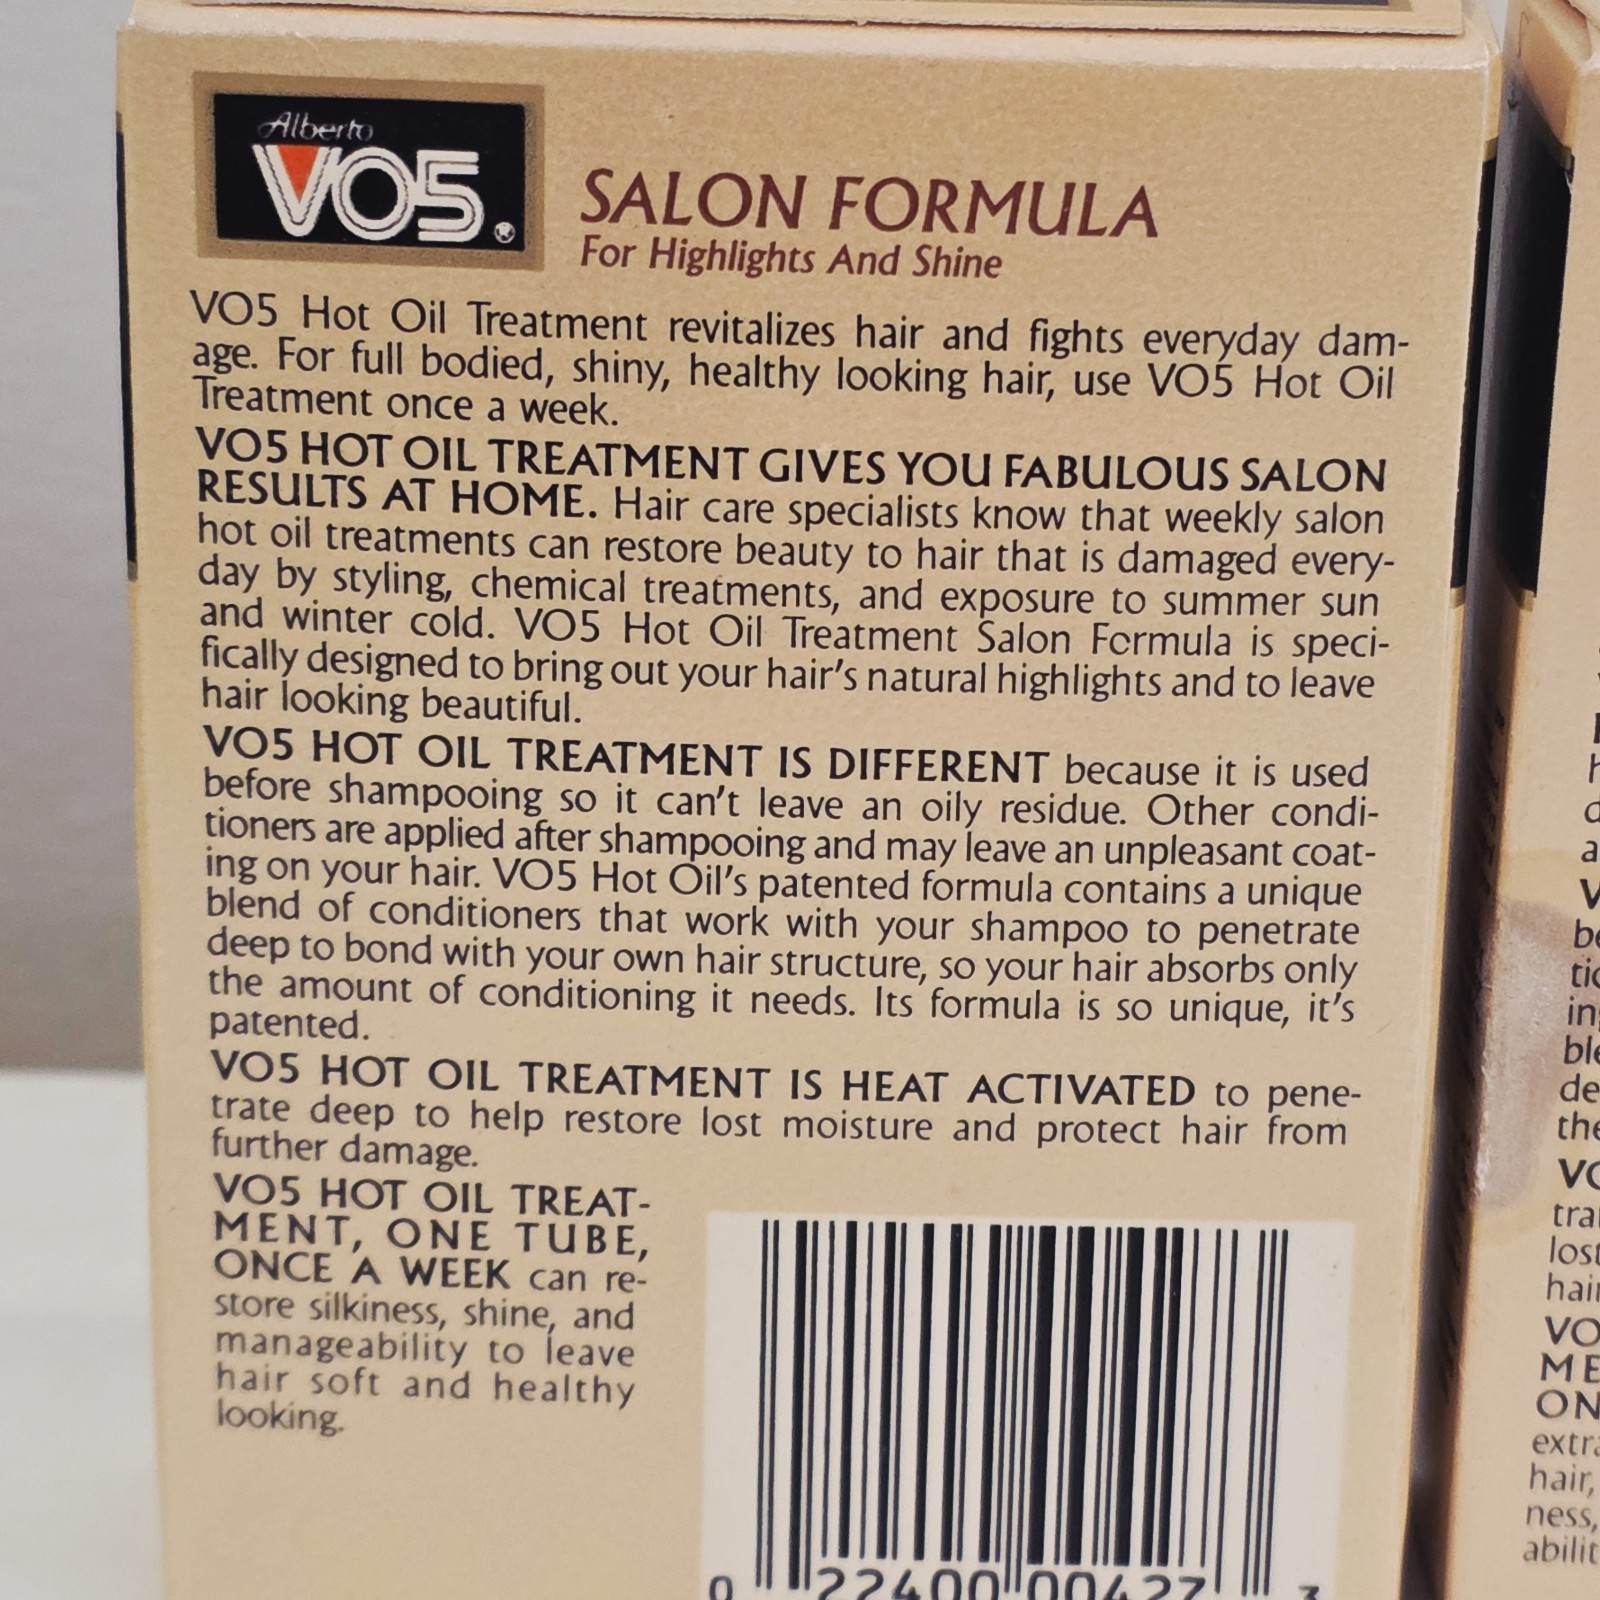 Alberto
VO5®
SALON FORMULA
For Highlights And Shine
VO5 Hot Oil Treatment revitalizes hair and fights everyday dam-
age. For full bodied, shiny, healthy looking hair, use VO5 Hot Oil
Treatment once a week.
VO5 HOT OIL TREATMENT GIVES YOU FABULOUS SALON
RESULTS AT HOME. Hair care specialists know that weekly salon
hot oil treatments can restore beauty to hair that is damaged every-
day by styling, chemical treatments, and exposure to summer sun
and winter cold. VO5 Hot Oil Treatment Salon Formula is speci-
fically designed to bring out your hair's natural highlights and to leave
hair looking beautiful.
VO5 HOT OIL TREATMENT IS DIFFERENT because it is used
before shampooing so it can't leave an oily residue. Other condi-
tioners are applied after shampooing and may leave an unpleasant coat-
ing on your hair. VO5 Hot Oil's patented formula contains a unique
blend of conditioners that work with your shampoo to penetrate
deep to bond with your own hair structure, so your hair absorbs only
the amount of conditioning it needs. Its formula is so unique, it's
patented.
VO5 HOT OIL TREATMENT IS HEAT ACTIVATED to pene-
trate deep to help restore lost moisture and protect hair from
further damage.
VO5 HOT OIL TREAT-
MENT, ONE TUBE,
ONCE A WEEK can re-
store silkiness, shine, and
manageability to leave
hair soft and healthy
looking.
0 22400 00427 3